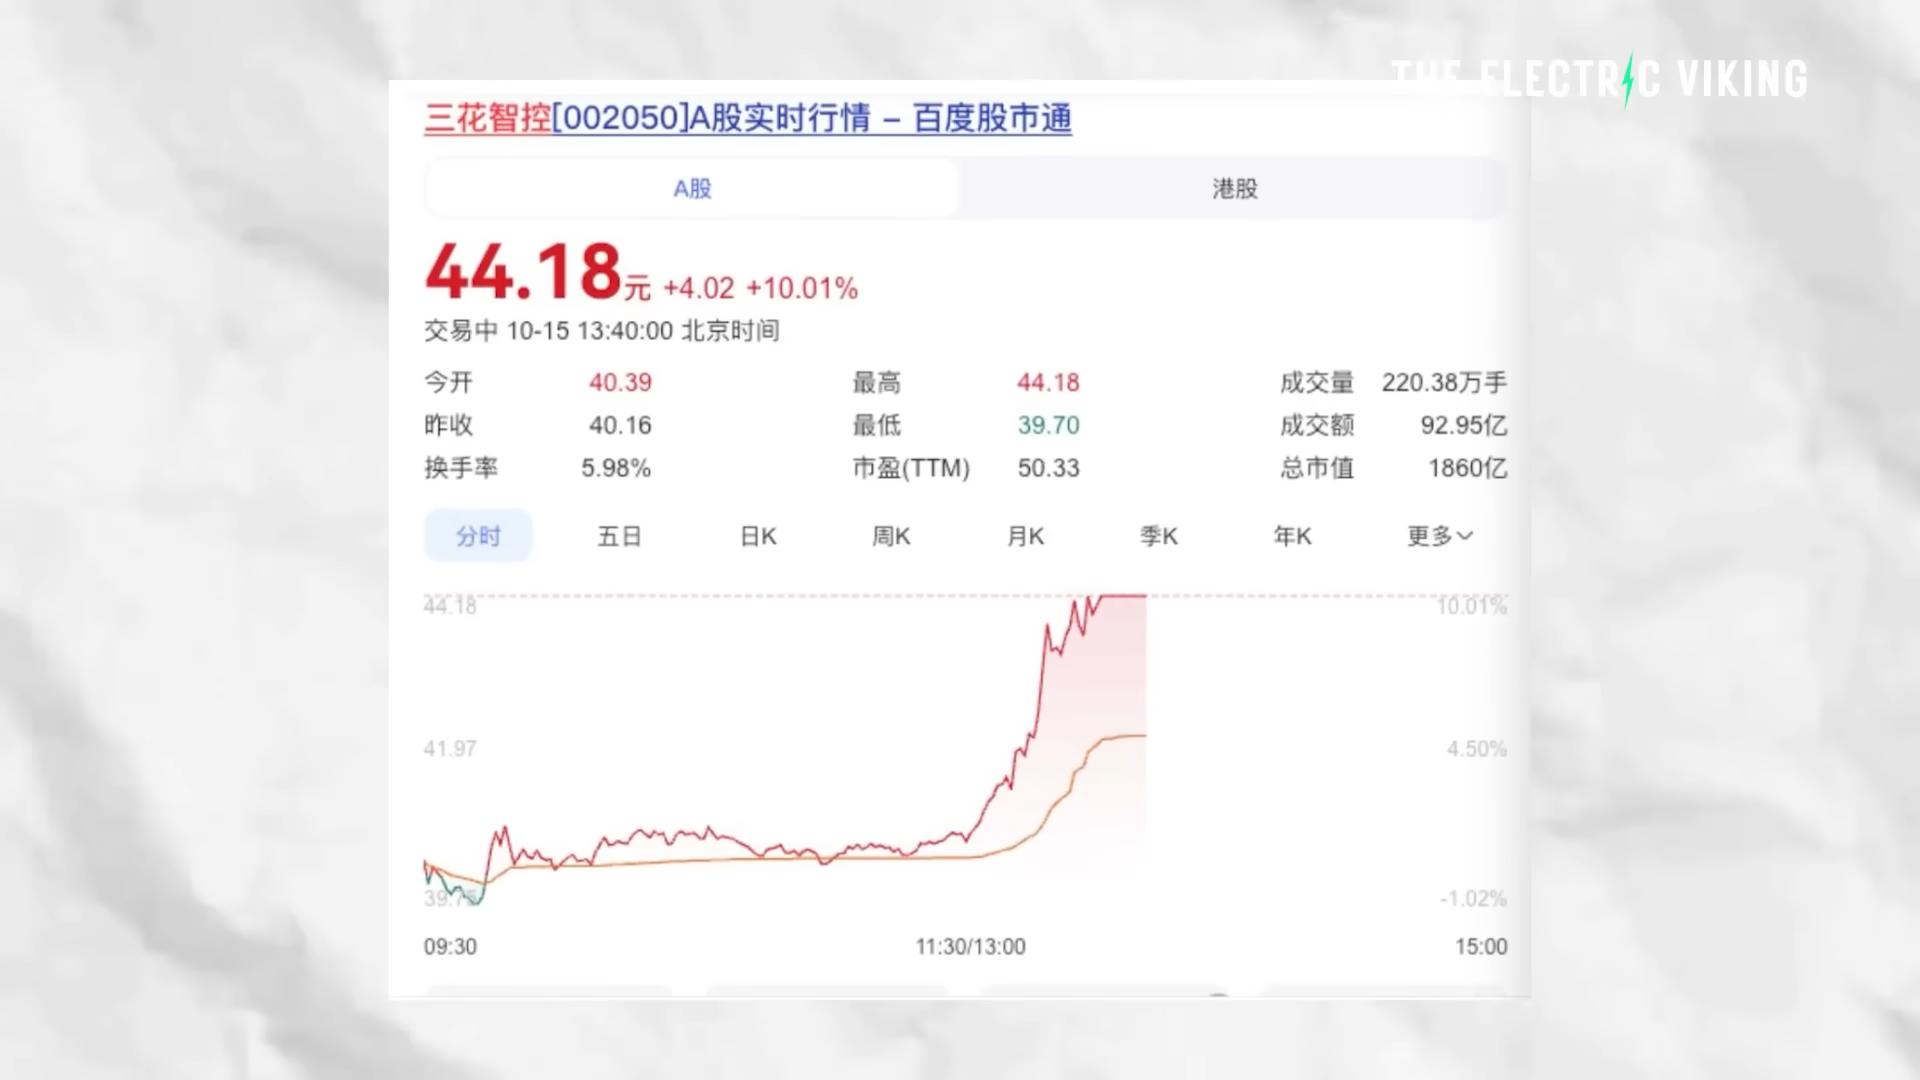 THE ELECTRIC VIKING
三花智控[002050]A股实时行情 – 百度股市通
A股 港股
44.18元 +4.02 +10.01%
交易中 10-15 13:40:00 北京时间
今开 40.39 最高 44.18 成交量 220.38万手
昨收 40.16 最低 39.70 成交额 92.95亿
换手率 5.98% 市盈(TTM) 50.33 总市值 1860亿
分时 五日 日K 周K 月K 季K 年K 更多
44.18 10.01%
41.97 4.50%
39.75 -1.02%
09:30 11:30/13:00 15:00